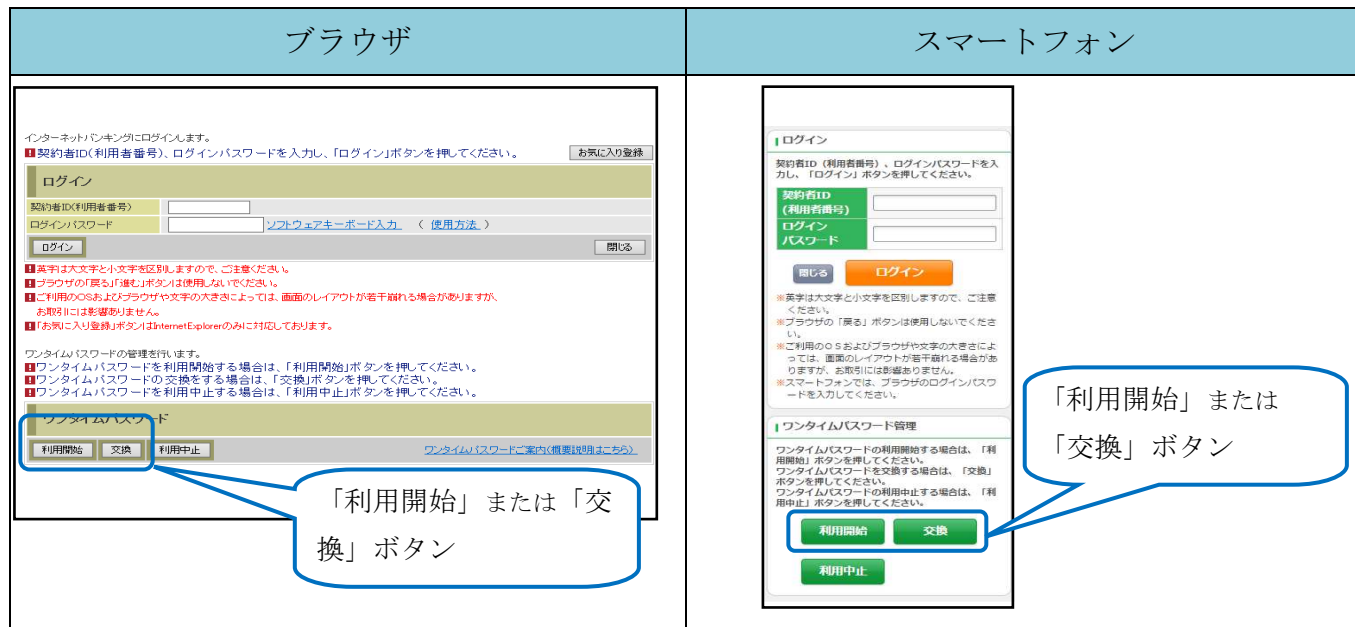 ブラウザ
スマートフォン
インターネットバンキングにログインします。
契約者ID(利用者番号)、ログインパスワードを入力し、「ログイン」ボタンを押してください。
お気に入り登録
ログイン
契約者ID(利用者番号)
ログインパスワード
ソフトウェアキーボード入力 ( 使用方法 )
ログイン
閉じる
英字は大文字と小文字を区別しますので、ご注意ください。
ブラウザの「戻る」「進む」ボタンは使用しないでください。
ご利用のOSおよびブラウザや文字の大きさによっては、画面のレイアウトが若干崩れる場合がありますが、
お取引には影響ありません。
「お気に入り登録」ボタンはInternetExplorerのみに対応しております。
ワンタイムパスワードの管理を行います。
ワンタイムパスワードを利用開始する場合は、「利用開始」ボタンを押してください。
ワンタイムパスワードの交換をする場合は、「交換」ボタンを押してください。
ワンタイムパスワードを利用中止する場合は、「利用中止」ボタンを押してください。
ワンタイムパスワード
利用開始 交換 利用中止
ワンタイムパスワードご案内(概要説明はこちら)
「利用開始」または「交
換」ボタン
ログイン
契約者ID(利用者番号)、ログインパスワードを入
力し、「ログイン」ボタンを押してください。
契約者ID
(利用者番号)
ログイン
パスワード
閉じる ログイン
※英字は大文字と小文字を区別しますので、ご注意
ください。
※ブラウザの「戻る」ボタンは使用しないでくださ
い。
※ご利用のOSおよびブラウザや文字の大きさによ
っては、画面のレイアウトが若干崩れる場合があ
りますが、お取引には影響ありません。
※スマートフォンでは、ブラウザのログインパスワ
ードを入力してください。
ワンタイムパスワード管理
ワンタイムパスワードの利用開始する場合は、「利
用開始」ボタンを押してください。
ワンタイムパスワードを交換する場合は、「交換」
ボタンを押してください。
ワンタイムパスワードの利用中止する場合は、「利
用中止」ボタンを押してください。
利用開始 交換
利用中止
「利用開始」または
「交換」ボタン